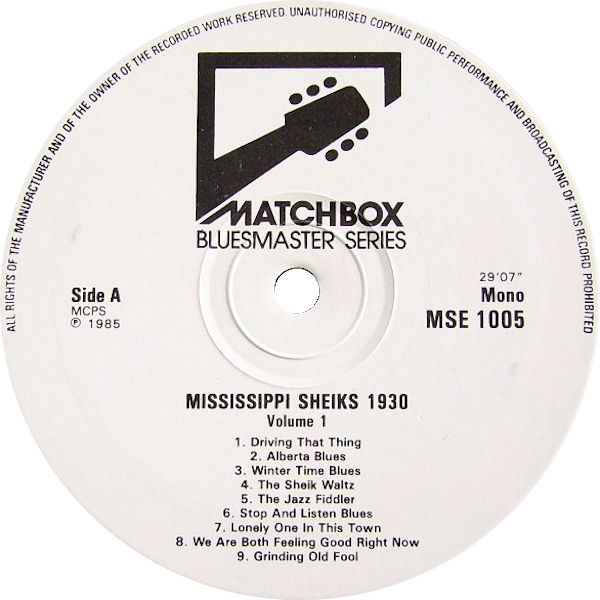 ALL RIGHTS OF THE MANUFACTURER AND OF THE OWNER OF THE RECORDED WORK RESERVED. UNAUTHORISED COPYING PUBLIC PERFORMANCE AND BROADCASTING OF THIS RECORD PROHIBITED
MATCHBOX
BLUESMASTER SERIES
Side A
MCPS
℗ 1985
29'07"
Mono
MSE 1005
MISSISSIPPI SHEIKS 1930
Volume 1
1. Driving That Thing
2. Alberta Blues
3. Winter Time Blues
4. The Sheik Waltz
5. The Jazz Fiddler
6. Stop And Listen Blues
7. Lonely One In This Town
8. We Are Both Feeling Good Right Now
9. Grinding Old Fool